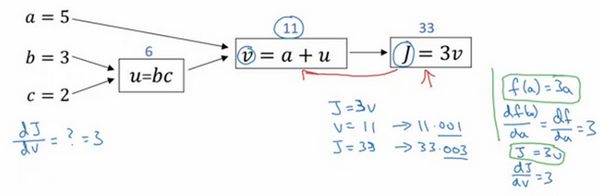 a = 5
11
33
6
b = 3
u=bc
v = a + u
J = 3v
c = 2
J=3v
V= 11 → 11.001
J= 33 → 33.003
dJ/dv = ? = 3
f(a) = 3a
df(a)/da = df/da = 3
J = 3v
dJ/dv = 3